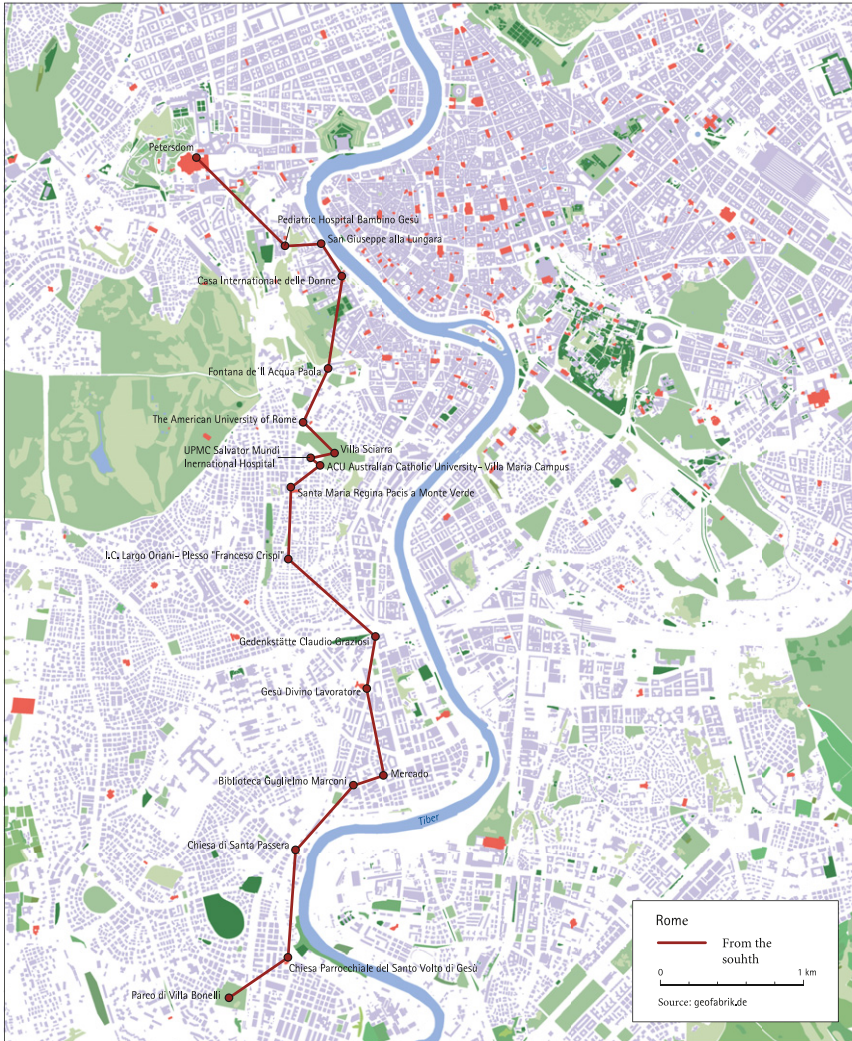 Petersdom
Pediatric Hospital Bambino Gesù
San Giuseppe alla Lungara
Casa Internationale delle Donne
Fontana de´ll Acqua Paola
The American University of Rome
Villa Sciarra
UPMC Salvator Mundi
Inernational Hospital
ACU Australian Catholic University- Villa Maria Campus
Santa Maria Regina Pacis a Monte Verde
I.C. Largo Oriani- Plesso "Franceso Crispi"
Gedenkstätte Claudio Graziosi
Gesù Divino Lavoratore
Mercado
Biblioteca Guglielmo Marconi
Tiber
Chiesa di Santa Passera
Chiesa Parrocchiale del Santo Volto di Gesù
Parco di Villa Bonelli
Rome
From the
souhth
0 1 km
Source: geofabrik.de